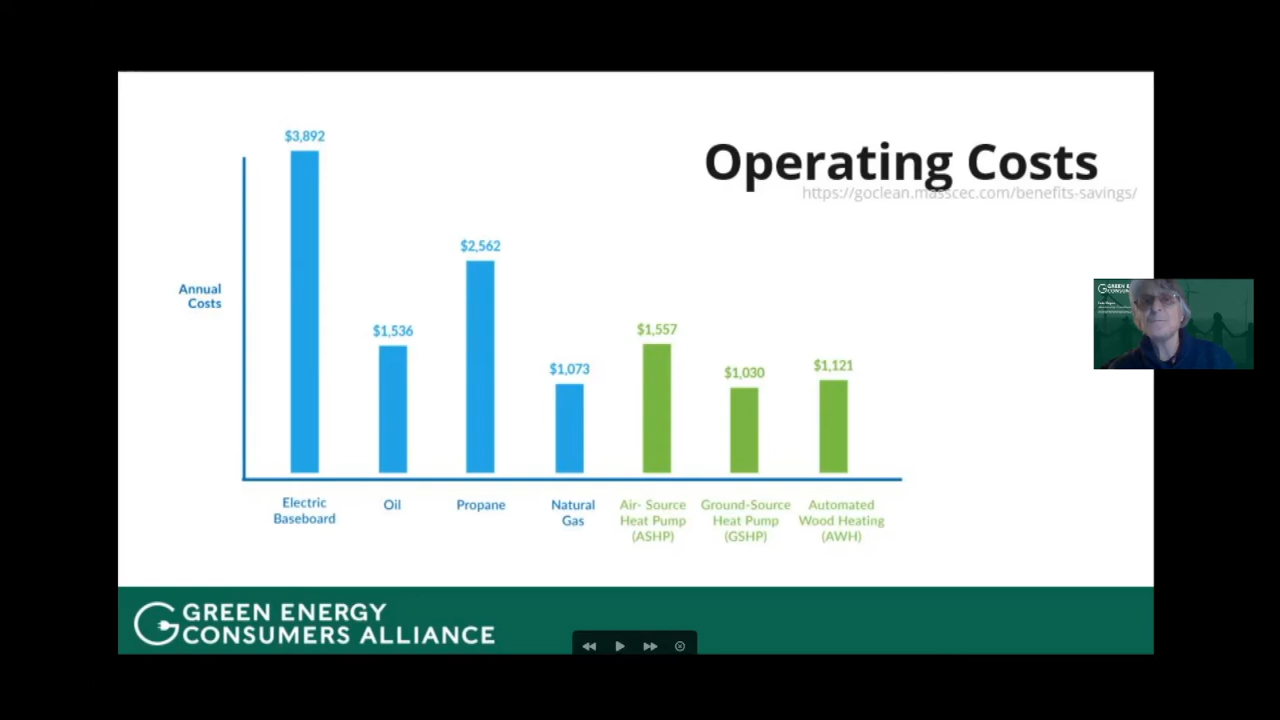 Operating Costs
https://goclean.masscec.com/benefits-savings/
Annual
Costs
$3,892
$1,536
$2,562
$1,073
$1,557
$1,030
$1,121
Electric
Baseboard
Oil
Propane
Natural
Gas
Air- Source
Heat Pump
(ASHP)
Ground-Source
Heat Pump
(GSHP)
Automated
Wood Heating
(AWH)
GREEN ENERGY
CONSUMERS ALLIANCE
GREEN E